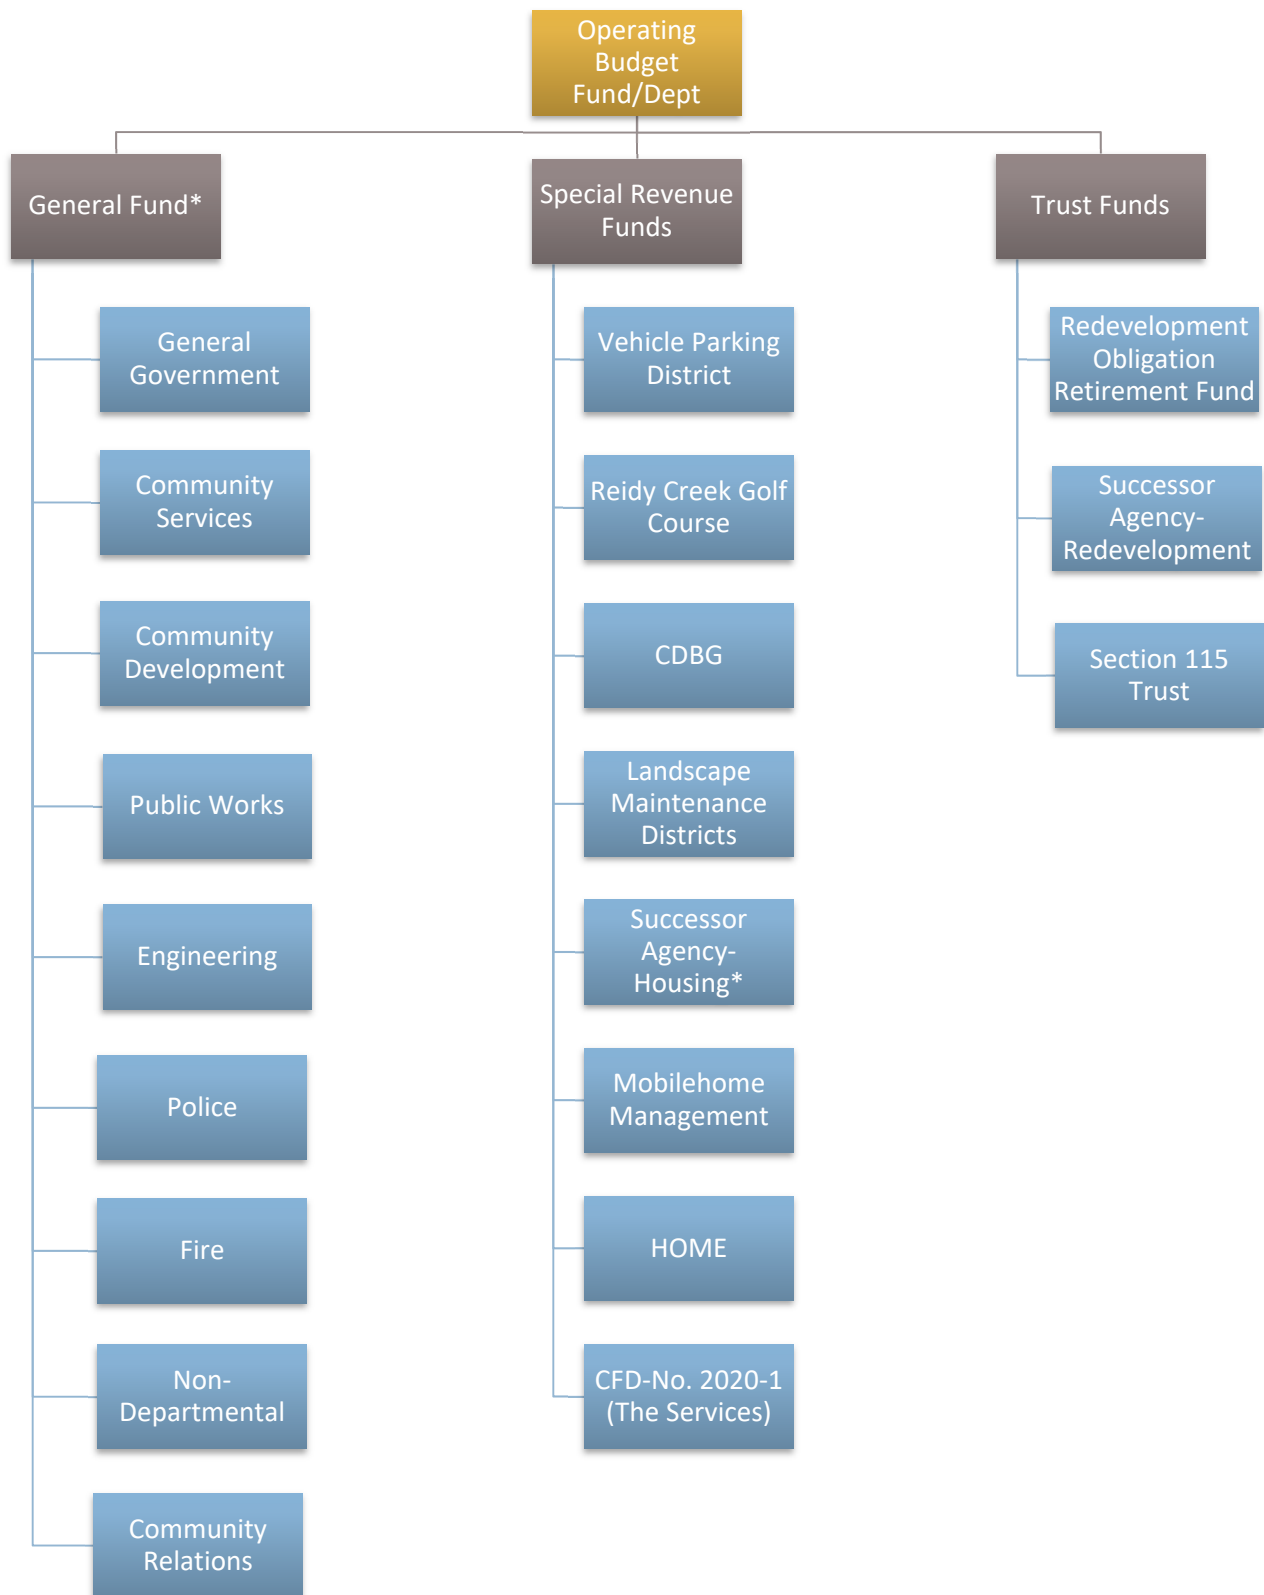 Operating
Budget
Fund/Dept
General Fund*
General
Government
Community
Services
Community
Development
Public Works
Engineering
Police
Fire
Non-
Departmental
Community
Relations
Special Revenue
Funds
Vehicle Parking
District
Reidy Creek Golf
Course
CDBG
Landscape
Maintenance
Districts
Successor
Agency-
Housing*
Mobilehome
Management
HOME
CFD-No. 2020-1
(The Services)
Trust Funds
Redevelopment
Obligation
Retirement Fund
Successor
Agency-
Redevelopment
Section 115
Trust